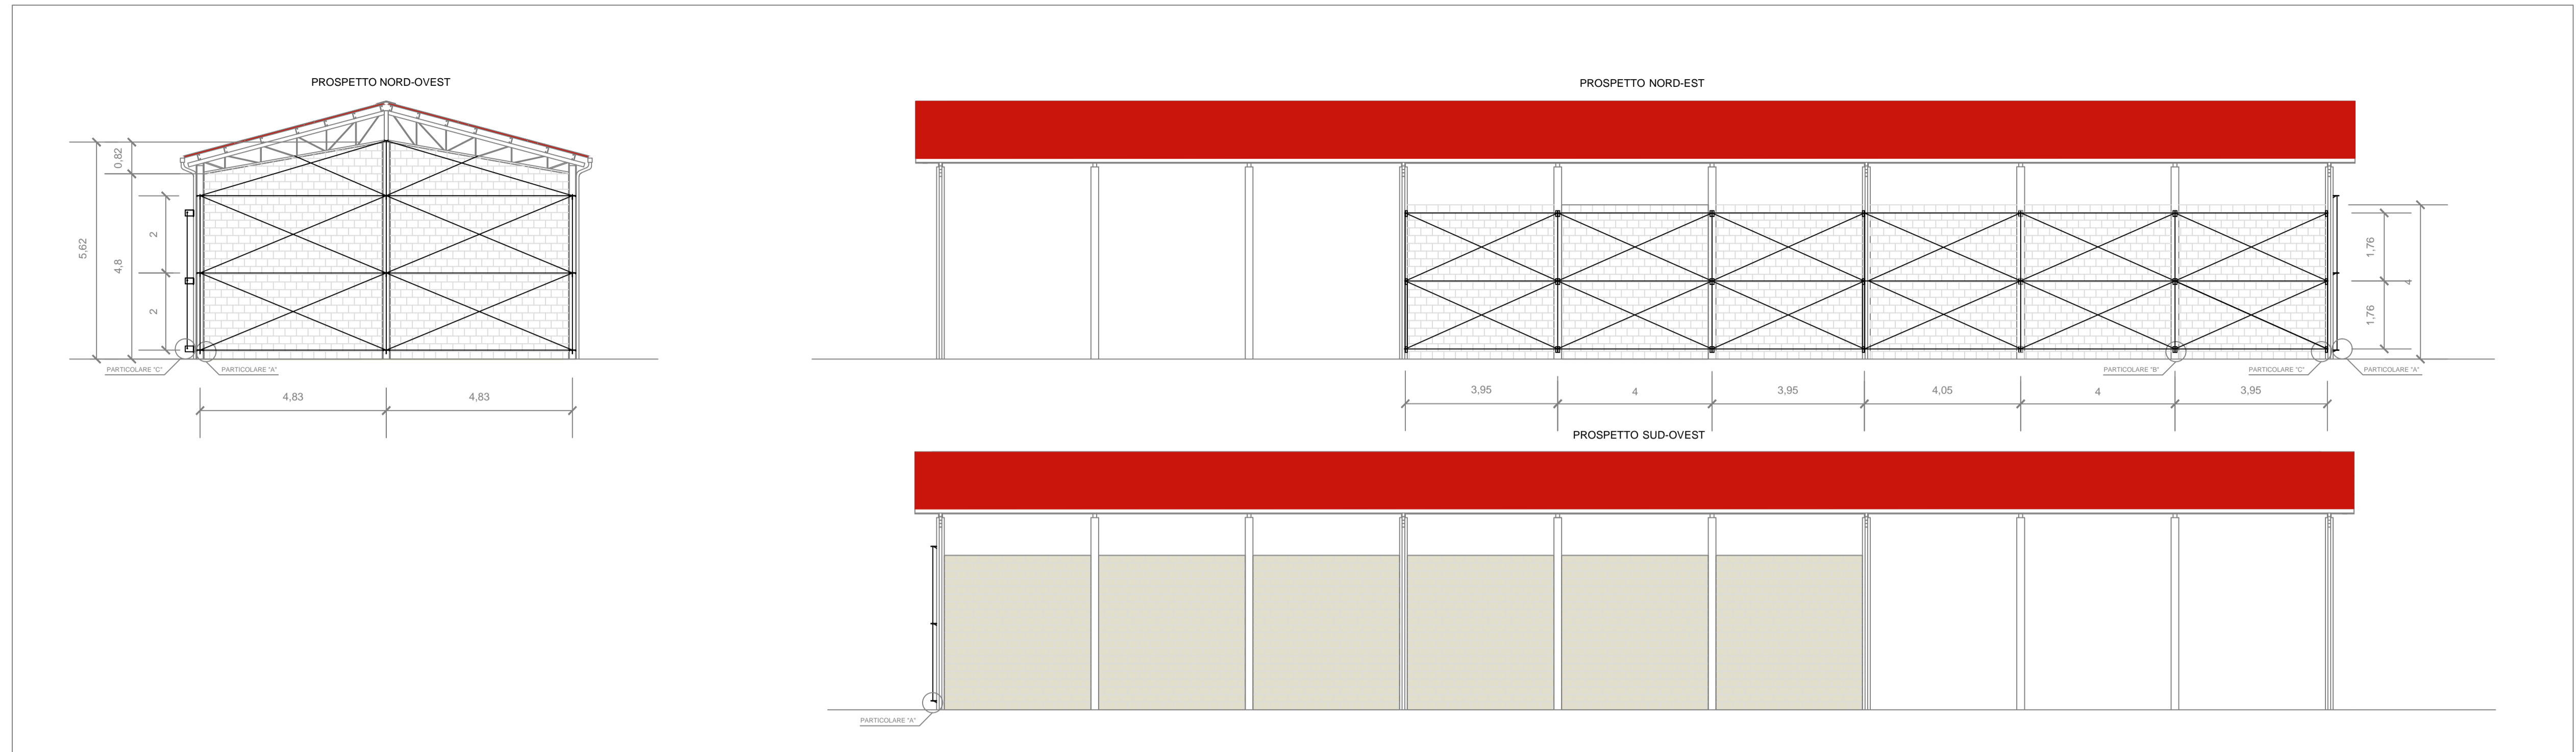 PROSPETTO NORD-OVEST
0,82
5,62
4,8
2
2
PARTICOLARE "C"
PARTICOLARE "A"
4,83
4,83
PROSPETTO NORD-EST
1,76
4
1,76
PARTICOLARE "B"
PARTICOLARE "C"
PARTICOLARE "A"
3,95
4
3,95
4,05
4
3,95
PROSPETTO SUD-OVEST
PARTICOLARE "A"